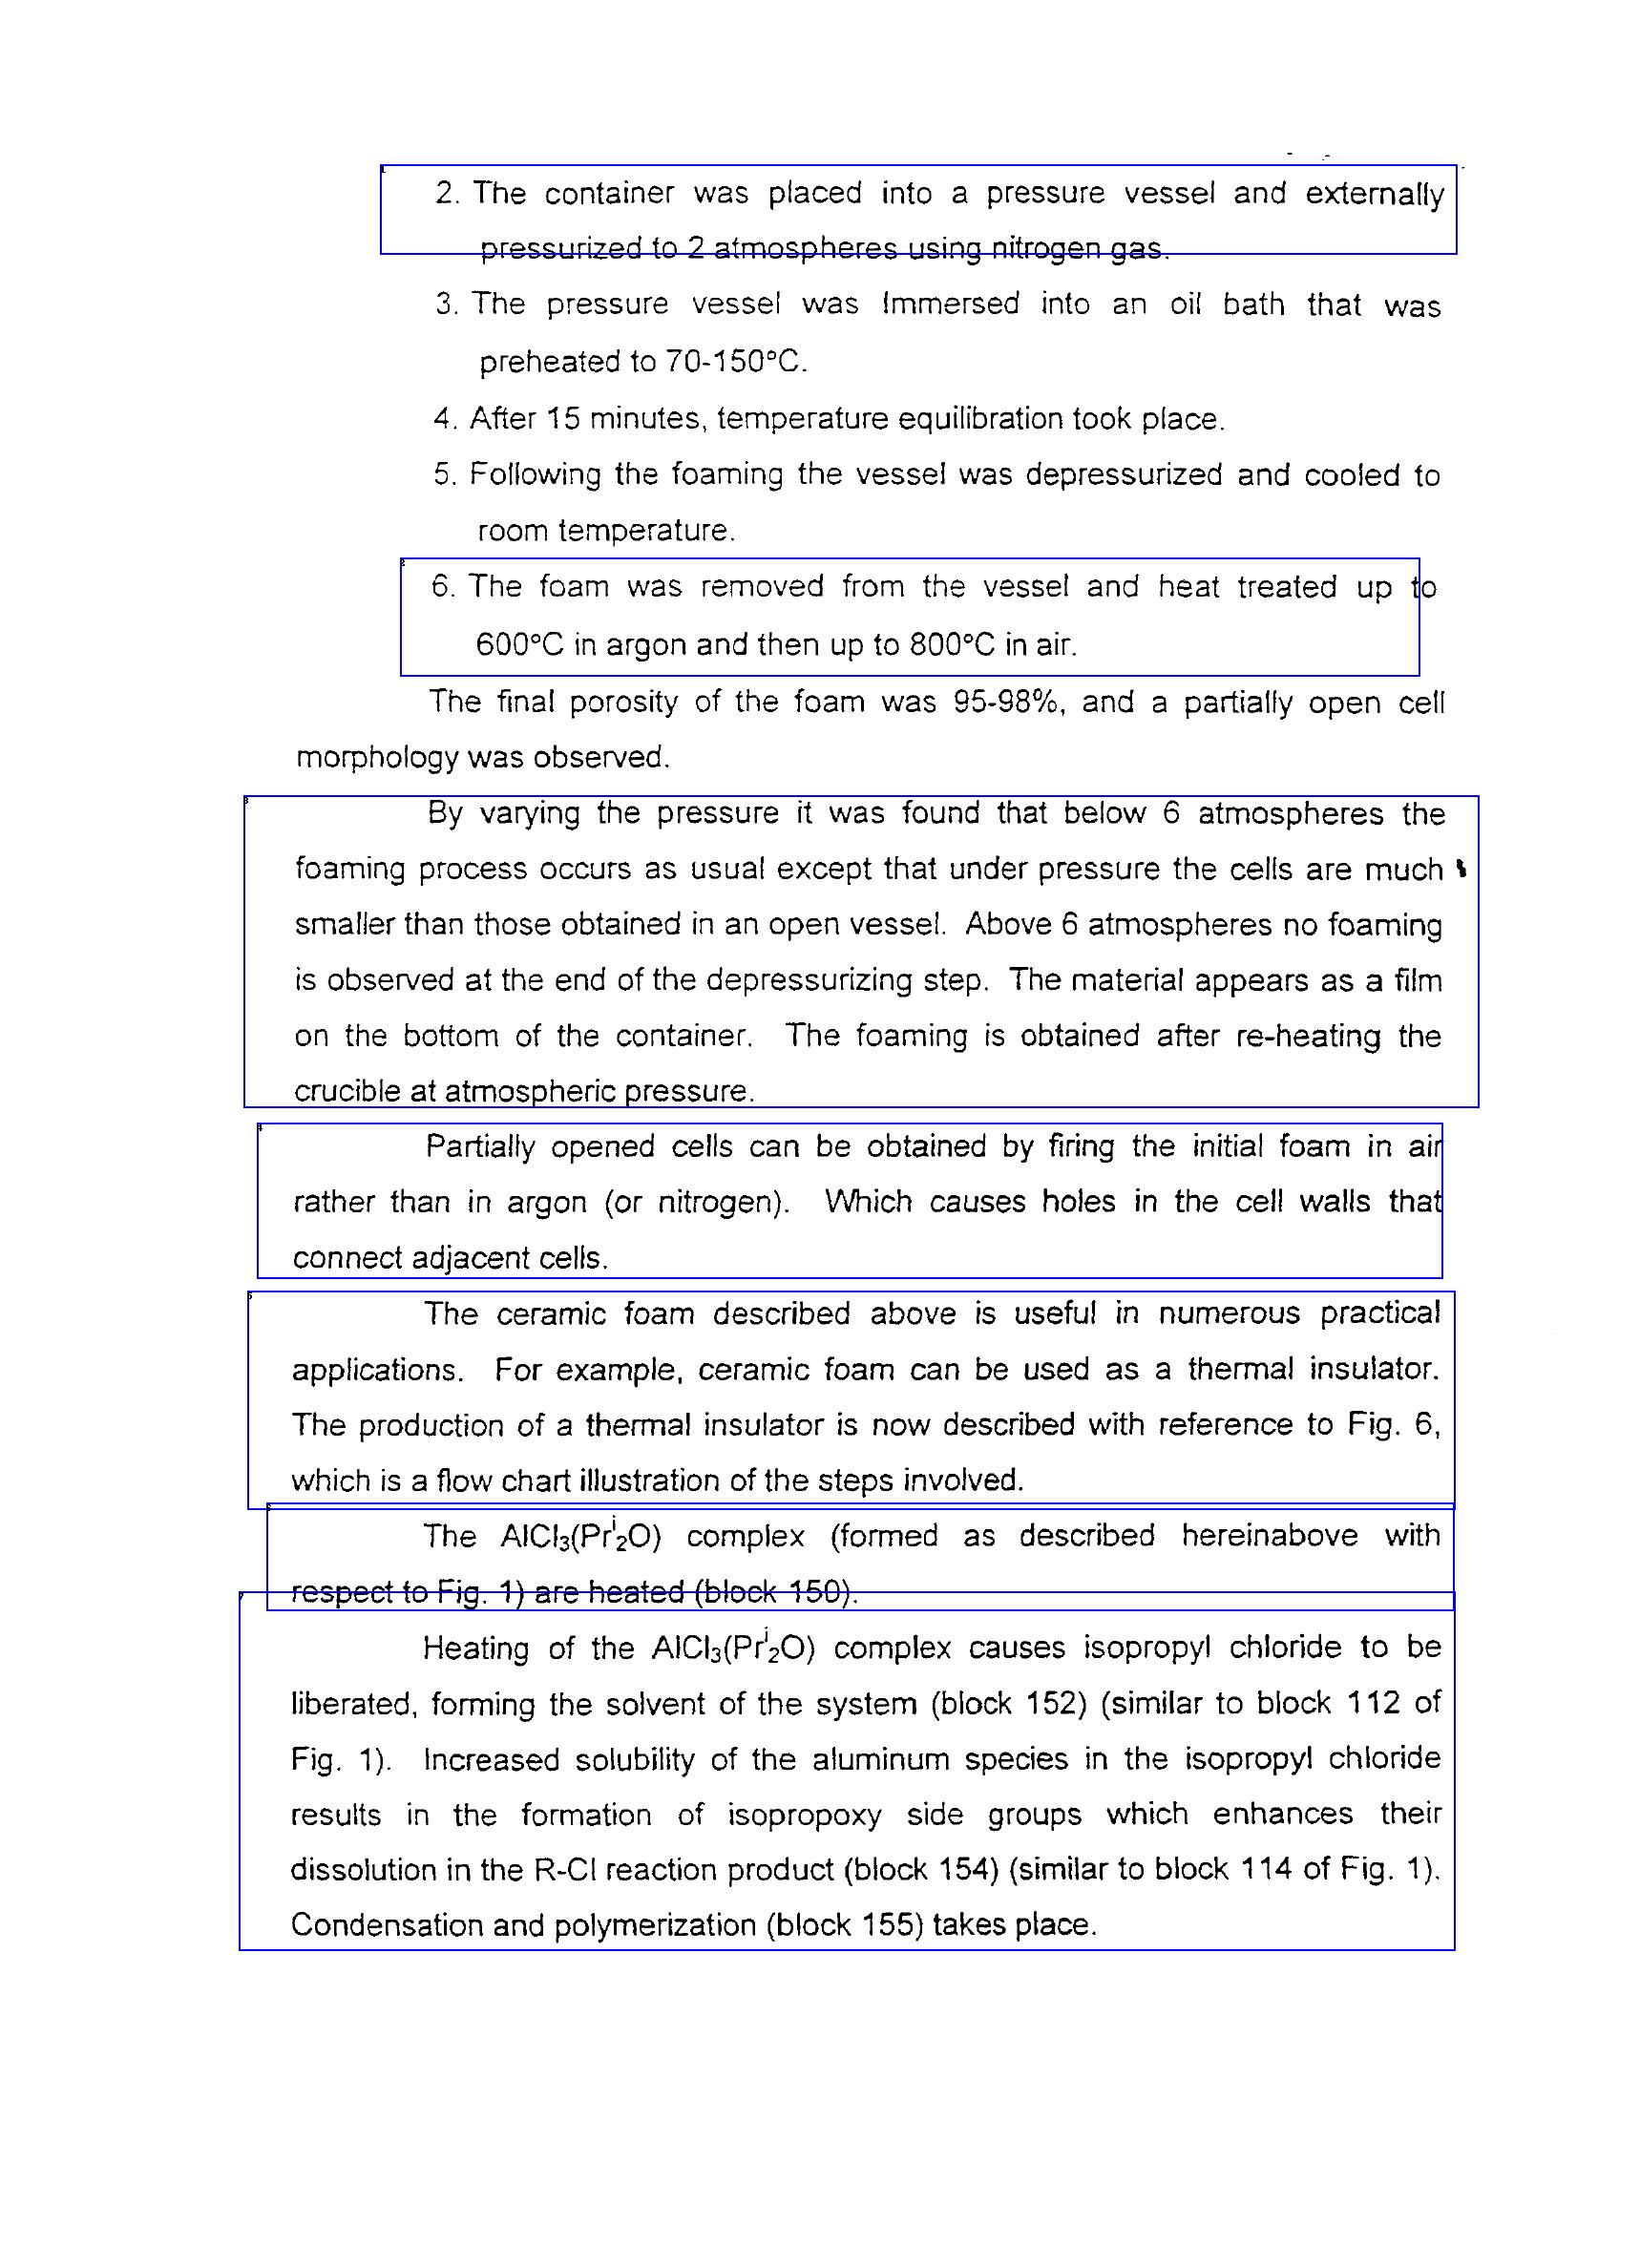 2. The container was placed into a pressure vessel and externally
pressurized to 2 atmospheres using nitrogen gas.
3. The pressure vessel was Immersed into an oil bath that was
preheated to 70-150°C.
4. After 15 minutes, temperature equilibration took place.
5. Following the foaming the vessel was depressurized and cooled to
room temperature.
6. The foam was removed from the vessel and heat treated up to
600°C in argon and then up to 800°C in air.
The final porosity of the foam was 95-98%, and a partially open cell
morphology was observed.
By varying the pressure it was found that below 6 atmospheres the
foaming process occurs as usual except that under pressure the cells are much
smaller than those obtained in an open vessel. Above 6 atmospheres no foaming
is observed at the end of the depressurizing step. The material appears as a film
on the bottom of the container. The foaming is obtained after re-heating the
crucible at atmospheric pressure.
Partially opened cells can be obtained by firing the initial foam in air
rather than in argon (or nitrogen). Which causes holes in the cell walls that
connect adjacent cells.
The ceramic foam described above is useful in numerous practical
applications. For example, ceramic foam can be used as a thermal insulator.
The production of a thermal insulator is now described with reference to Fig. 6,
which is a flow chart illustration of the steps involved.
The AlCl₃(Prⁱ₂O) complex (formed as described hereinabove with
respect to Fig. 1) are heated (block 150).
Heating of the AlCl₃(Prⁱ₂O) complex causes isopropyl chloride to be
liberated, forming the solvent of the system (block 152) (similar to block 112 of
Fig. 1). Increased solubility of the aluminum species in the isopropyl chloride
results in the formation of isopropoxy side groups which enhances their
dissolution in the R-Cl reaction product (block 154) (similar to block 114 of Fig. 1).
Condensation and polymerization (block 155) takes place.